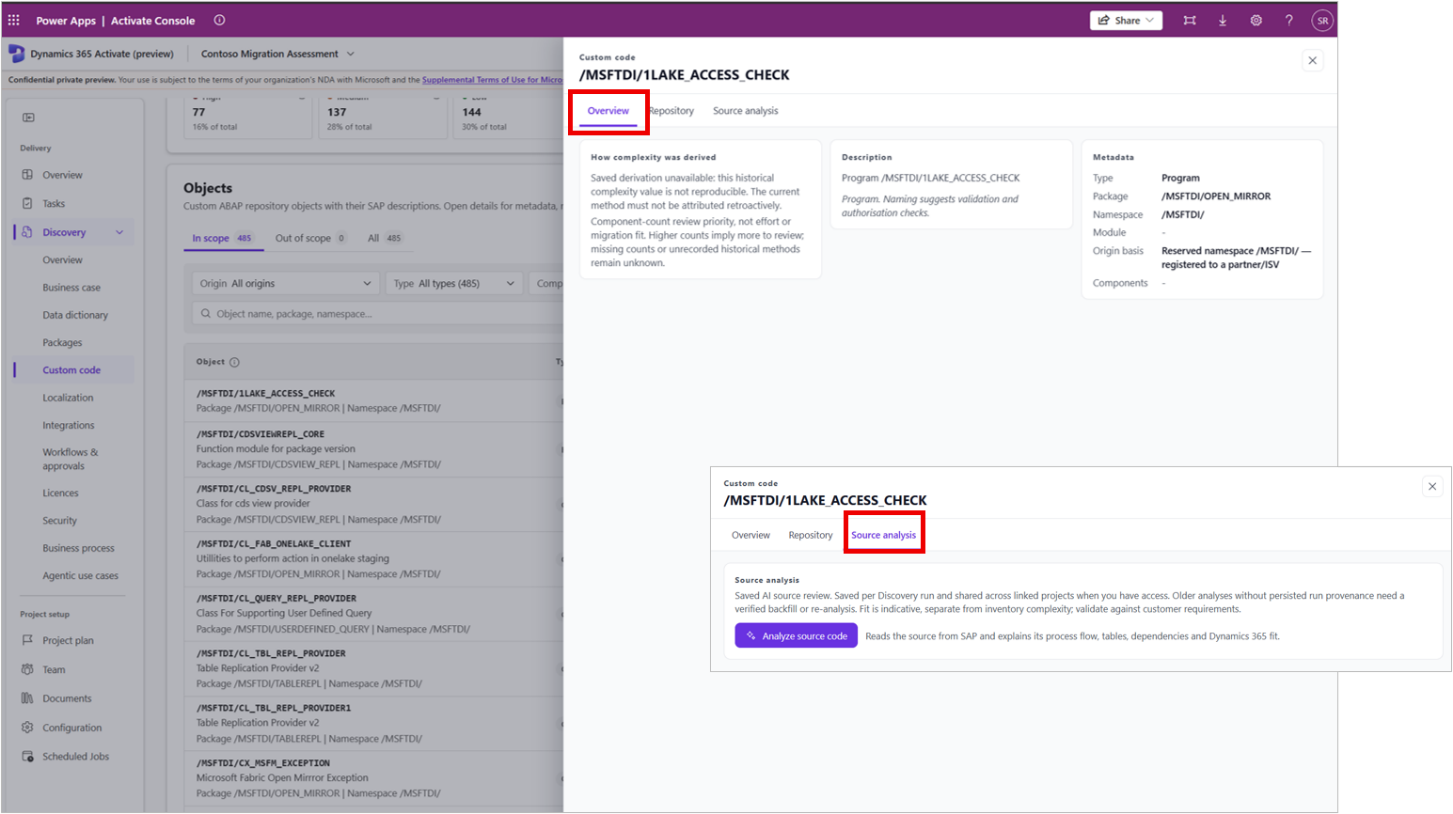 Power Apps | Activate Console
Share
SR
Dynamics 365 Activate (preview) Contoso Migration Assessment
Confidential private preview. Your use is subject to the terms of your organization's NDA with Microsoft and the Supplemental Terms of Use for Micro
Delivery
Overview
Tasks
Discovery
Overview
Business case
Data dictionary
Packages
Custom code
Localization
Integrations
Workflows &
approvals
Licences
Security
Business process
Agentic use cases
Project setup
Project plan
Team
Documents
Configuration
Scheduled Jobs
77 137 144
16% of total 28% of total 30% of total
Objects
Custom ABAP repository objects with their SAP descriptions. Open details for metadata, r
In scope 485 Out of scope 0 All 485
Origin All origins Type All types (485) Comp
Object name, package, namespace...
Object Ty
/MSFTDI/1LAKE_ACCESS_CHECK
Package /MSFTDI/OPEN_MIRROR | Namespace /MSFTDI/
/MSFTDI/CDSVIEWREPL_CORE
Function module for package version
Package /MSFTDI/CDSVIEW_REPL | Namespace /MSFTDI/
/MSFTDI/CL_CDSV_REPL_PROVIDER
Class for cds view provider
Package /MSFTDI/CDSVIEW_REPL | Namespace /MSFTDI/
/MSFTDI/CL_FAB_ONELAKE_CLIENT
Utillities to perform action in onelake staging
Package /MSFTDI/OPEN_MIRROR | Namespace /MSFTDI/
/MSFTDI/CL_QUERY_REPL_PROVIDER
Class For Supporting User Defined Query
Package /MSFTDI/USERDEFINED_QUERY | Namespace /MSFTDI/
/MSFTDI/CL_TBL_REPL_PROVIDER
Table Replication Provider v2
Package /MSFTDI/TABLEREPL | Namespace /MSFTDI/
/MSFTDI/CL_TBL_REPL_PROVIDER1
Table Replication Provider v2
Package /MSFTDI/TABLEREPL | Namespace /MSFTDI/
/MSFTDI/CX_MSFM_EXCEPTION
Microsoft Fabric Open Mirrror Exception
Package /MSFTDI/OPEN_MIRROR | Namespace /MSFTDI/
Custom code
/MSFTDI/1LAKE_ACCESS_CHECK
Overview Repository Source analysis
How complexity was derived
Saved derivation unavailable: this historical
complexity value is not reproducible. The current
method must not be attributed retroactively.
Component-count review priority, not effort or
migration fit. Higher counts imply more to review;
missing counts or unrecorded historical methods
remain unknown.
Description
Program /MSFTDI/1LAKE_ACCESS_CHECK
Program. Naming suggests validation and
authorisation checks.
Metadata
Type Program
Package /MSFTDI/OPEN_MIRROR
Namespace /MSFTDI/
Module -
Origin basis Reserved namespace /MSFTDI/ —
registered to a partner/ISV
Components -
Custom code
/MSFTDI/1LAKE_ACCESS_CHECK
Overview Repository Source analysis
Source analysis
Saved AI source review. Saved per Discovery run and shared across linked projects when you have access. Older analyses without persisted run provenance need a
verified backfill or re-analysis. Fit is indicative, separate from inventory complexity; validate against customer requirements.
Analyze source code Reads the source from SAP and explains its process flow, tables, dependencies and Dynamics 365 fit.